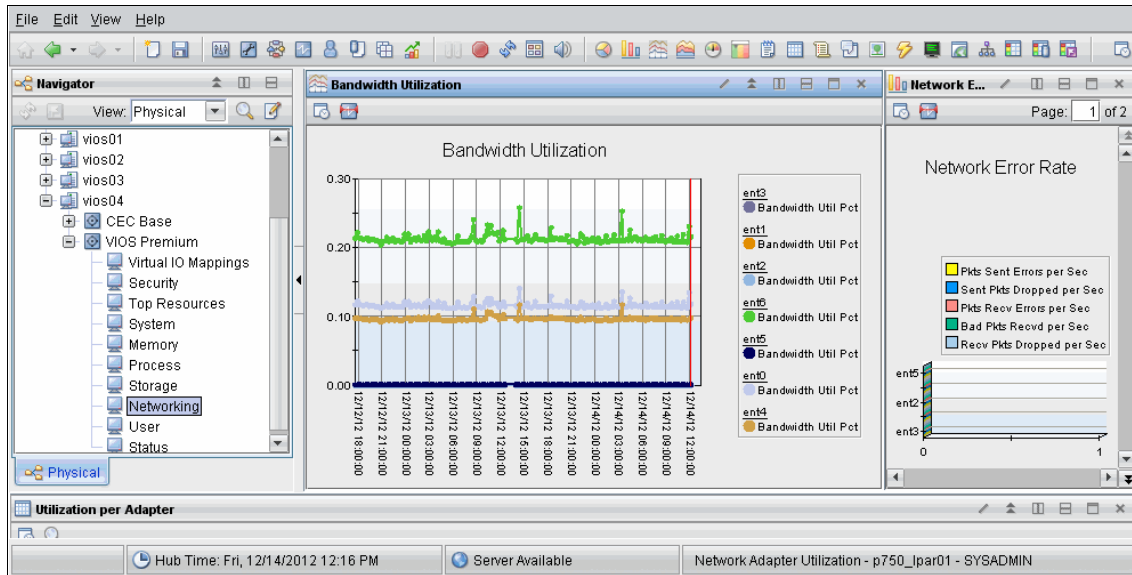 File Edit View Help
Navigator
View: Physical
vios01
vios02
vios03
vios04
CEC Base
VIOS Premium
Virtual IO Mappings
Security
Top Resources
System
Memory
Process
Storage
Networking
User
Status
Physical
Bandwidth Utilization
Bandwidth Utilization
0.30
0.20
0.10
0.00
12/12/12 18:00:00
12/12/12 21:00:00
12/13/12 00:00:00
12/13/12 03:00:00
12/13/12 06:00:00
12/13/12 09:00:00
12/13/12 12:00:00
12/13/12 15:00:00
12/13/12 18:00:00
12/13/12 21:00:00
12/14/12 00:00:00
12/14/12 03:00:00
12/14/12 06:00:00
12/14/12 09:00:00
12/14/12 12:00:00
ent3
Bandwidth Util Pct
ent1
Bandwidth Util Pct
ent2
Bandwidth Util Pct
ent6
Bandwidth Util Pct
ent5
Bandwidth Util Pct
ent0
Bandwidth Util Pct
ent4
Bandwidth Util Pct
Network E...
Page: 1 of 2
Network Error Rate
Pkts Sent Errors per Sec
Sent Pkts Dropped per Sec
Pkts Recv Errors per Sec
Bad Pkts Recvd per Sec
Recv Pkts Dropped per Sec
ent5
ent2
ent3
0 1
Utilization per Adapter
Hub Time: Fri, 12/14/2012 12:16 PM
Server Available
Network Adapter Utilization - p750_lpar01 - SYSADMIN